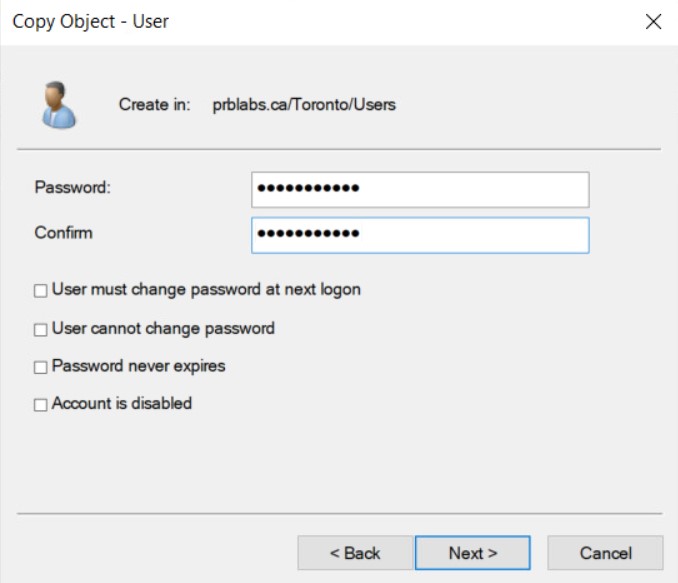 Copy Object - User
Create in: prblabs.ca/Toronto/Users
Password: •••••••••••
Confirm •••••••••••
User must change password at next logon
User cannot change password
Password never expires
Account is disabled
< Back Next > Cancel